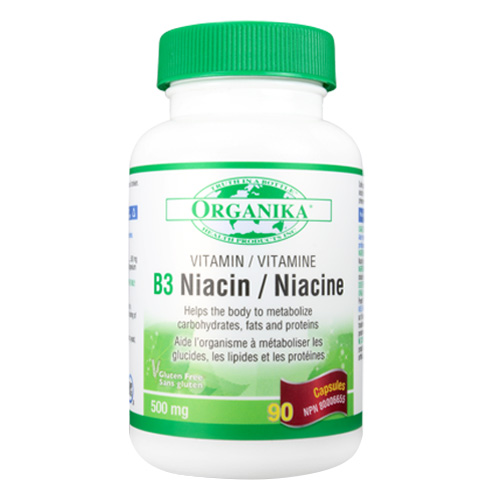 TRUTH IN A BOTTLE
ORGANIKA®
HEALTH PRODUCTS INC
VITAMIN / VITAMINE
B3 Niacin / Niacine
Helps the body to metabolize
carbohydrates, fats and proteins
Aide l'organisme à métaboliser les
glucides, les lipides et les protéines
Gluten Free
Sans gluten
500 mg
90 Capsules
NPN